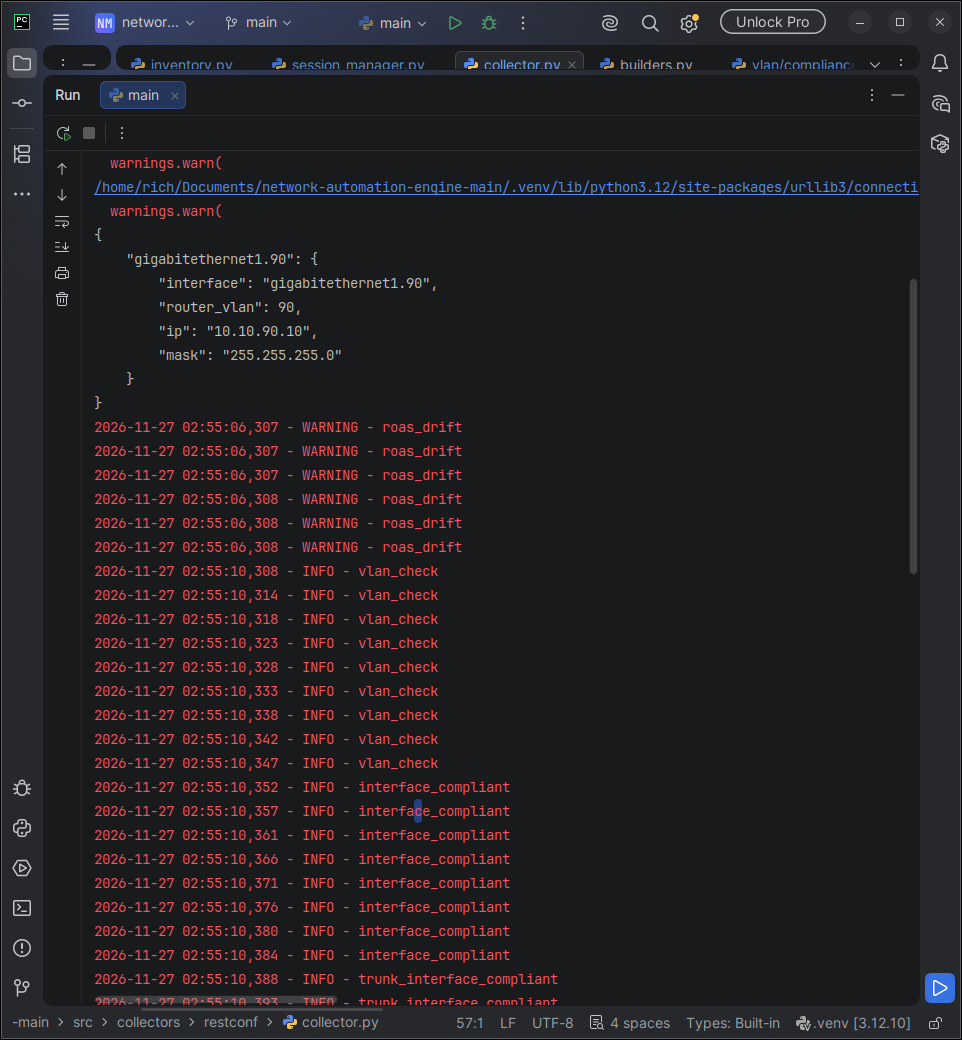 PC NM networ... main main Unlock Pro
inventory.py session_manager.py collector.py builders.py vlan/complianc
Run main
warnings.warn(
/home/rich/Documents/network-automation-engine-main/.venv/lib/python3.12/site-packages/urllib3/connecti
warnings.warn(
{
"gigabitethernet1.90": {
"interface": "gigabitethernet1.90",
"router_vlan": 90,
"ip": "10.10.90.10",
"mask": "255.255.255.0"
}
}
2026-11-27 02:55:06,307 - WARNING - roas_drift
2026-11-27 02:55:06,307 - WARNING - roas_drift
2026-11-27 02:55:06,307 - WARNING - roas_drift
2026-11-27 02:55:06,308 - WARNING - roas_drift
2026-11-27 02:55:06,308 - WARNING - roas_drift
2026-11-27 02:55:06,308 - WARNING - roas_drift
2026-11-27 02:55:10,308 - INFO - vlan_check
2026-11-27 02:55:10,314 - INFO - vlan_check
2026-11-27 02:55:10,318 - INFO - vlan_check
2026-11-27 02:55:10,323 - INFO - vlan_check
2026-11-27 02:55:10,328 - INFO - vlan_check
2026-11-27 02:55:10,333 - INFO - vlan_check
2026-11-27 02:55:10,338 - INFO - vlan_check
2026-11-27 02:55:10,342 - INFO - vlan_check
2026-11-27 02:55:10,347 - INFO - vlan_check
2026-11-27 02:55:10,352 - INFO - interface_compliant
2026-11-27 02:55:10,357 - INFO - interface_compliant
2026-11-27 02:55:10,361 - INFO - interface_compliant
2026-11-27 02:55:10,366 - INFO - interface_compliant
2026-11-27 02:55:10,371 - INFO - interface_compliant
2026-11-27 02:55:10,376 - INFO - interface_compliant
2026-11-27 02:55:10,380 - INFO - interface_compliant
2026-11-27 02:55:10,384 - INFO - interface_compliant
2026-11-27 02:55:10,388 - INFO - trunk_interface_compliant
2026-11-27 02:55:10,393 - INFO - trunk_interface_compliant
-main > src > collectors > restconf > collector.py 57:1 LF UTF-8 4 spaces Types: Built-in .venv [3.12.10]